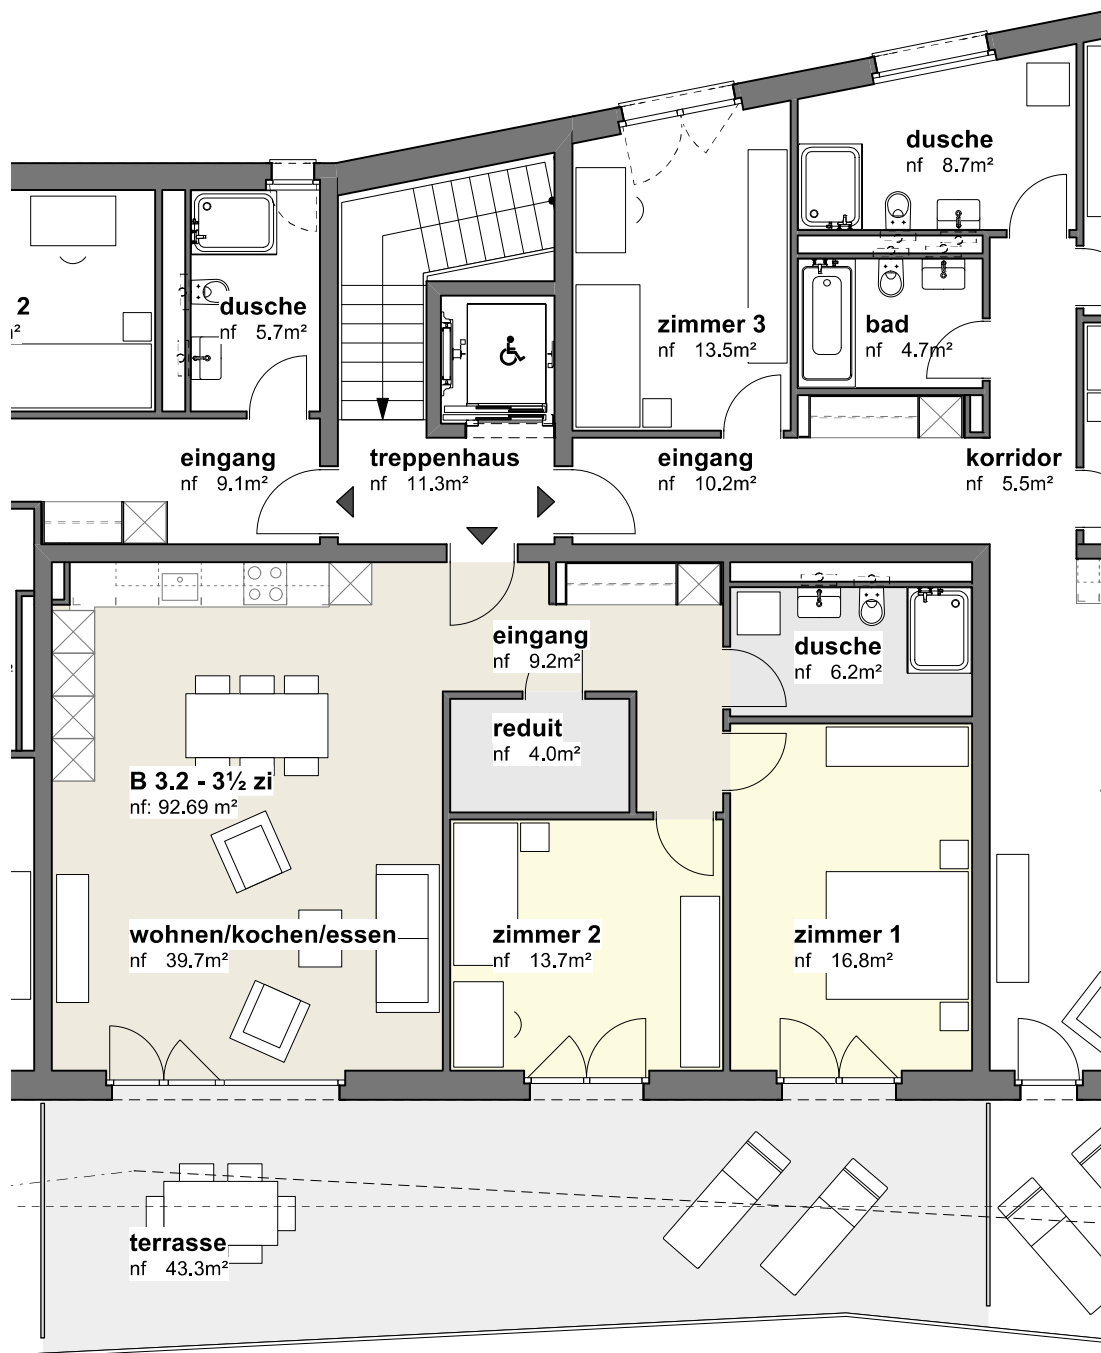 dusche
nf 8.7m²
2
m²
dusche
nf 5.7m²
zimmer 3
nf 13.5m²
bad
nf 4.7m²
eingang
nf 9.1m²
treppenhaus
nf 11.3m²
eingang
nf 10.2m²
korridor
nf 5.5m²
eingang
nf 9.2m²
dusche
nf 6.2m²
reduit
nf 4.0m²
B 3.2 - 3½ zi
nf: 92.69 m²
wohnen/kochen/essen
nf 39.7m²
zimmer 2
nf 13.7m²
zimmer 1
nf 16.8m²
terrasse
nf 43.3m²